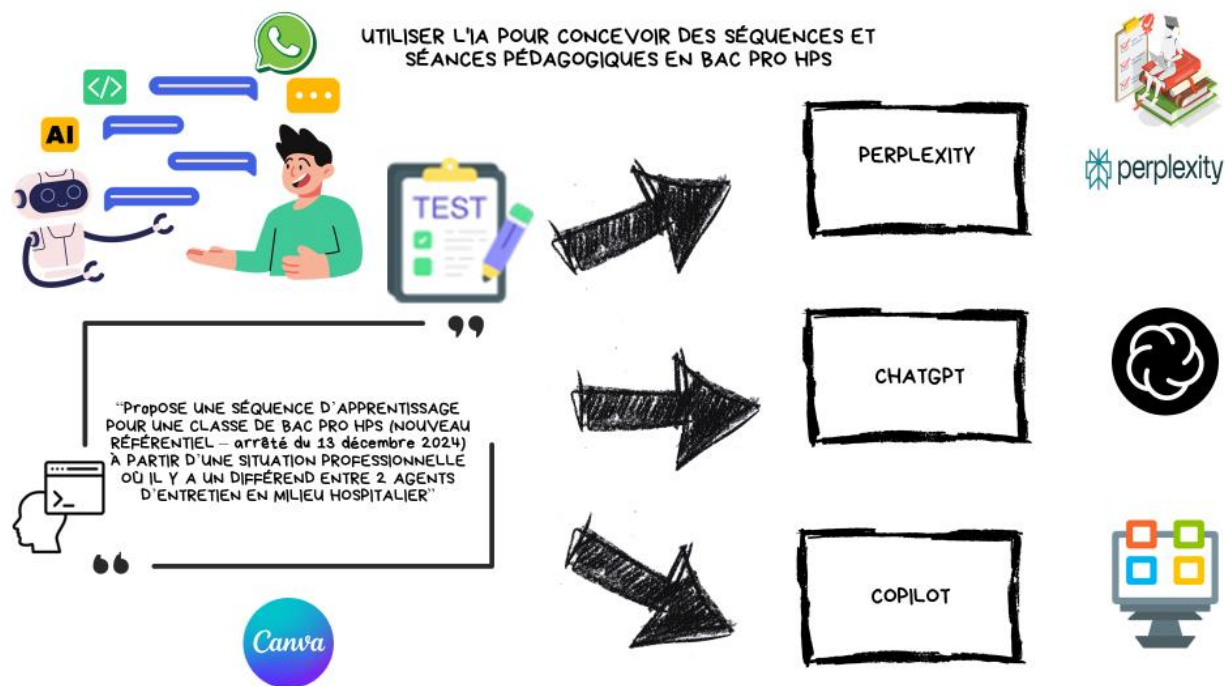 UTILISER L'IA POUR CONCEVOIR DES SÉQUENCES ET
SÉANCES PÉDAGOGIQUES EN BAC PRO HPS
</>
AI
TEST
PERPLEXITY
perplexity
CHATGPT
COPILOT
"
“PropOSE UNE SÉQUENCE D'APPRENTISSAGE
POUR UNE CLASSE DE BAC PRO HPS (NOUVEAU
RÉFÉRENTIEL – arrêté du 13 décembre 2024)
À PARTIR D'UNE SITUATION PROFESSIONNELLE
OÙ IL Y A UN DIFFÉREND ENTRE 2 AGENTS
D'ENTRETIEN EN MILIEU HOSPITALIER”
>_
"
Canva